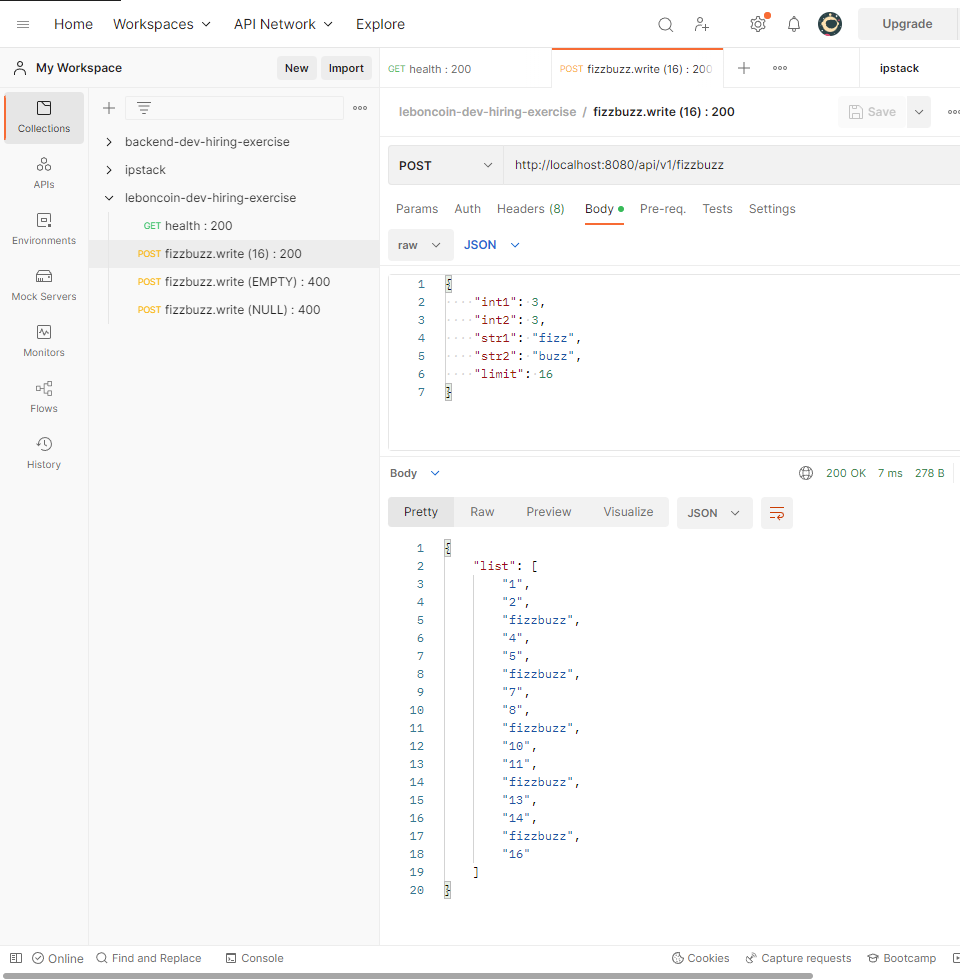 Home Workspaces API Network Explore Upgrade
My Workspace New Import
GET health : 200 POST fizzbuzz.write (16) : 200 ipstack
Collections
APIs
Environments
Mock Servers
Monitors
Flows
History
backend-dev-hiring-exercise
ipstack
leboncoin-dev-hiring-exercise
GET health : 200
POST fizzbuzz.write (16) : 200
POST fizzbuzz.write (EMPTY) : 400
POST fizzbuzz.write (NULL) : 400
leboncoin-dev-hiring-exercise / fizzbuzz.write (16) : 200 Save
POST http://localhost:8080/api/v1/fizzbuzz
Params Auth Headers (8) Body Pre-req. Tests Settings
raw JSON
1 {
2 "int1": 3,
3 "int2": 3,
4 "str1": "fizz",
5 "str2": "buzz",
6 "limit": 16
7 }
Body 200 OK 7 ms 278 B
Pretty Raw Preview Visualize JSON
1 {
2 "list": [
3 "1",
4 "2",
5 "fizzbuzz",
6 "4",
7 "5",
8 "fizzbuzz",
9 "7",
10 "8",
11 "fizzbuzz",
12 "10",
13 "11",
14 "fizzbuzz",
15 "13",
16 "14",
17 "fizzbuzz",
18 "16"
19 ]
20 }
Online Find and Replace Console Cookies Capture requests Bootcamp